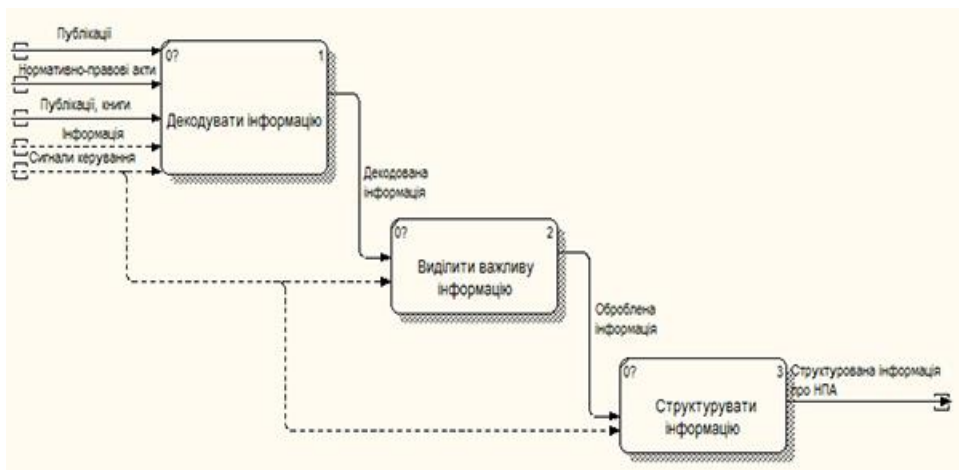 Публікації
Нормативно-правові акти
Публікації, книги
Інформація
Сигнали керування
0? 1
Декодувати інформацію
Декодована
інформація
0? 2
Виділити важливу
інформацію
Оброблена
інформація
0? 3
Структурувати
інформацію
Структурована інформація
про НПА